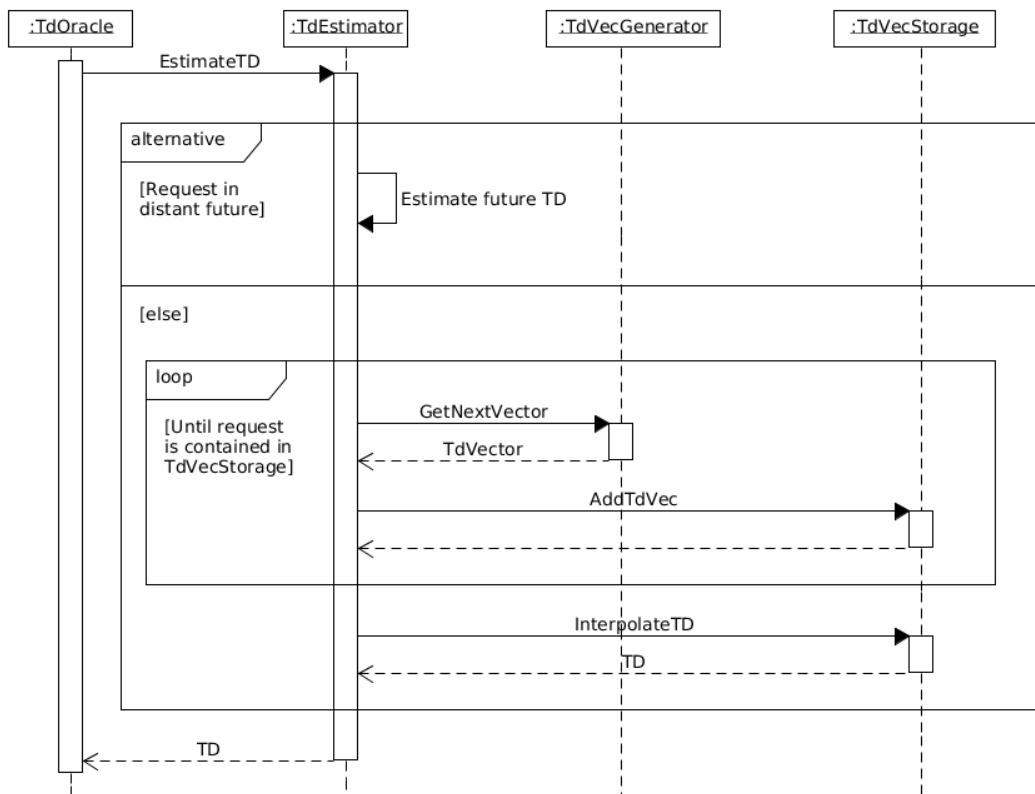 :TdOracle
:TdEstimator
:TdVecGenerator
:TdVecStorage
EstimateTD
alternative
[Request in
distant future]
Estimate future TD
[else]
loop
[Until request
is contained in
TdVecStorage]
GetNextVector
TdVector
AddTdVec
InterpolateTD
TD
TD